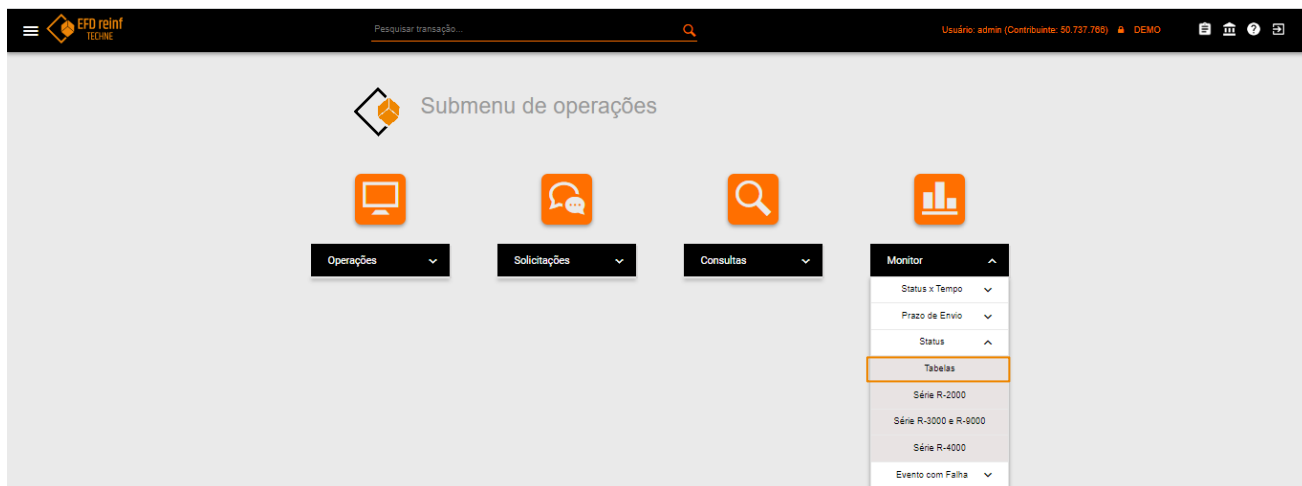 EFD reinf
TECHNE
Pesquisar transação...
Usuário: admin (Contribuinte: 50.737.766) DEMO
Submenu de operações
Operações
Solicitações
Consultas
Monitor
Status x Tempo
Prazo de Envio
Status
Tabelas
Série R-2000
Série R-3000 e R-9000
Série R-4000
Evento com Falha